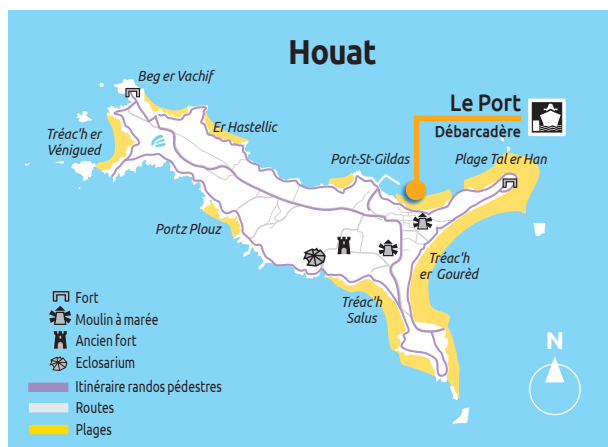 Houat
Beg er Vachif
Le Port
Débarcadère
Er Hastellic
Tréac'h er
Vénigued
Port-St-Gildas
Plage Tal er Han
Portz Plouz
Tréac'h
er Gourèd
Tréac'h
Salus
Fort
Moulin à marée
Ancien fort
Eclosarium
Itinéraire randos pédestres
Routes
Plages
N